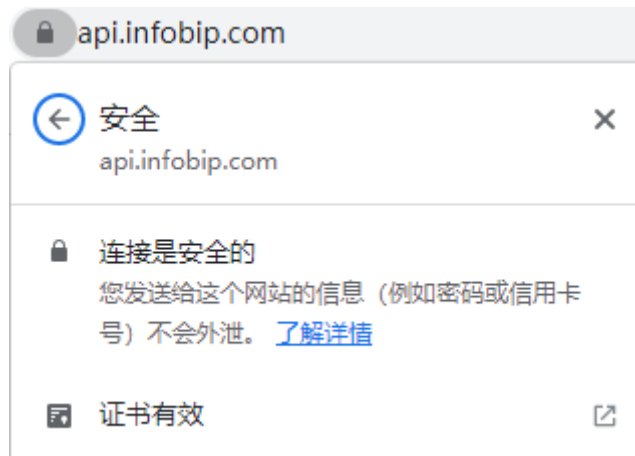 api.infobip.com
安全
api.infobip.com
连接是安全的
您发送给这个网站的信息（例如密码或信用卡
号）不会外泄。 了解详情
证书有效